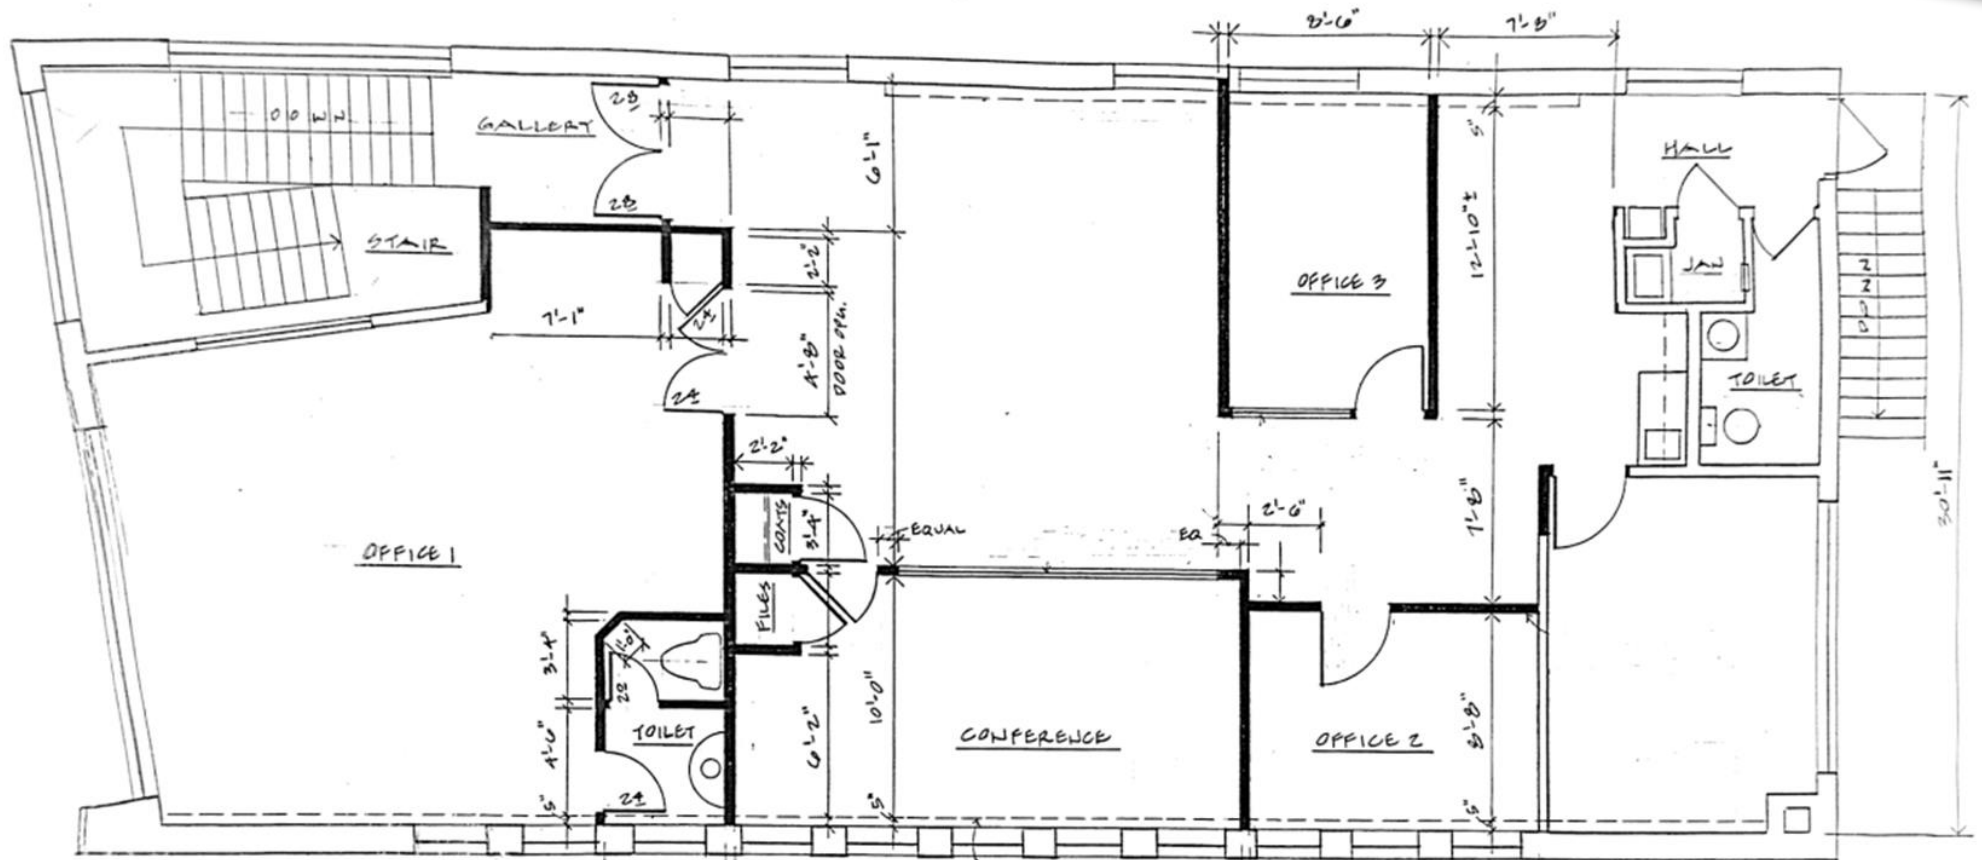 8'-6"
7'-8"
DOWN
GALLERY
28
28
6'-1"
5"
HALL
STAIR
2'-2"
12'-10"±
OFFICE 3
JAN
DOWN
7'-1"
24
4'-8"
DOOR OPN.
24
TOILET
2'-2"
COATS
3'-4"
EQUAL
EQ
2'-6"
7'-8"
30'-11"
OFFICE 1
FILES
3'-4"
1'-0"
20
TOILET
4'-6"
6'-2"
10'-0"
CONFERENCE
OFFICE 2
8'-8"
24
5"
5"
5"